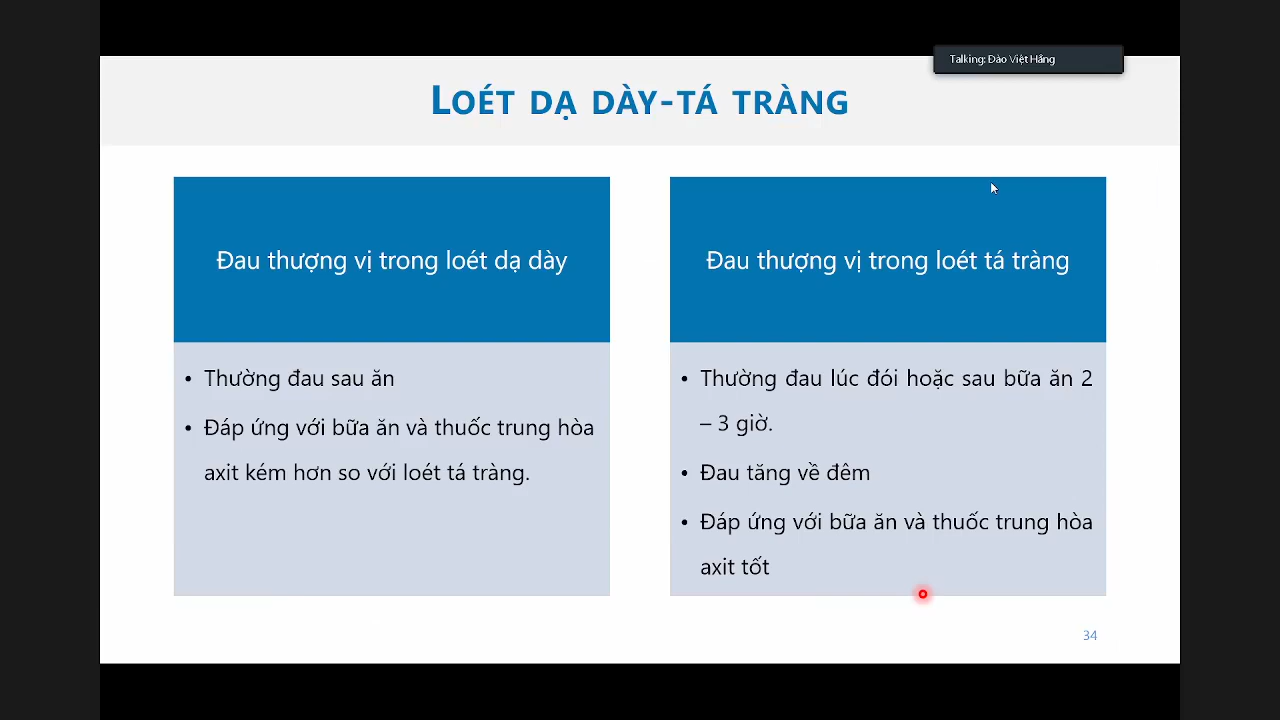 Talking: Đào Việt Hằng
LOÉT DẠ DÀY-TÁ TRÀNG
Đau thượng vị trong loét dạ dày
• Thường đau sau ăn
• Đáp ứng với bữa ăn và thuốc trung hòa
axit kém hơn so với loét tá tràng.
Đau thượng vị trong loét tá tràng
• Thường đau lúc đói hoặc sau bữa ăn 2
– 3 giờ.
• Đau tăng về đêm
• Đáp ứng với bữa ăn và thuốc trung hòa
axit tốt
34